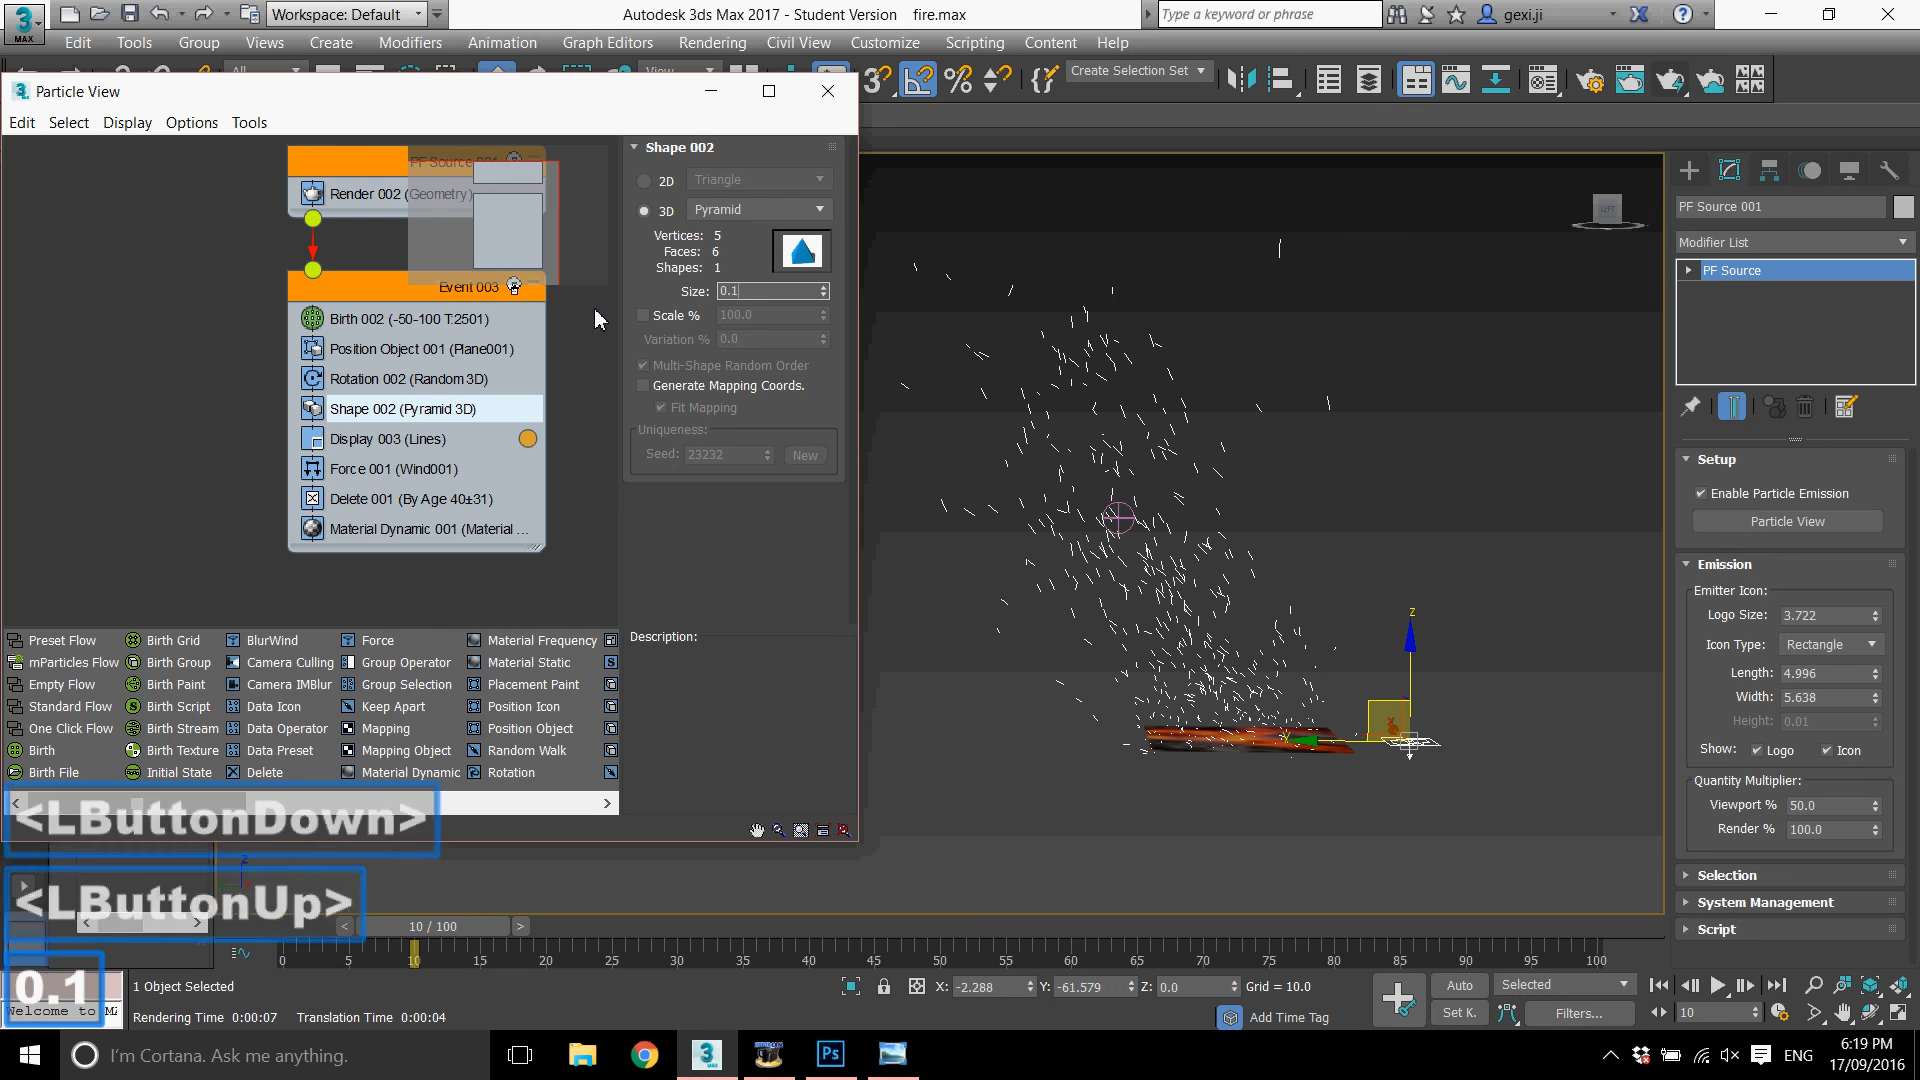 Workspace: Default
Autodesk 3ds Max 2017 - Student Version fire.max
Type a keyword or phrase
gexi.ji
3
MAX
Edit Tools Group Views Create Modifiers Animation Graph Editors Rendering Civil View Customize Scripting Content Help
All
View
Create Selection Set
Particle View
Edit Select Display Options Tools
PF Source 001
Render 002 (Geometry)
Event 003
Birth 002 (-50-100 T:2501)
Position Object 001 (Plane001)
Rotation 002 (Random 3D)
Shape 002 (Pyramid 3D)
Display 003 (Lines)
Force 001 (Wind001)
Delete 001 (By Age 40±31)
Material Dynamic 001 (Material ...
Shape 002
2D Triangle
3D Pyramid
Vertices: 5
Faces: 6
Shapes: 1
Size: 0.1
Scale % 100.0
Variation % 0.0
Multi-Shape Random Order
Generate Mapping Coords.
Fit Mapping
Uniqueness:
Seed: 23232 New
Description:
Preset Flow Birth Grid BlurWind Force Material Frequency
mParticles Flow Birth Group Camera Culling Group Operator Material Static
Empty Flow Birth Paint Camera IMBlur Group Selection Placement Paint
Standard Flow Birth Script Data Icon Keep Apart Position Icon
One Click Flow Birth Stream Data Operator Mapping Position Object
Birth Birth Texture Data Preset Mapping Object Random Walk
Birth File Initial State Delete Material Dynamic Rotation
<LButtonDown>
<LButtonUp>
0.1
LEFT
z
Y
x
PF Source 001
Modifier List
PF Source
Setup
Enable Particle Emission
Particle View
Emission
Emitter Icon:
Logo Size: 3.722
Icon Type: Rectangle
Length: 4.996
Width: 5.638
Height: 0.01
Show: Logo Icon
Quantity Multiplier:
Viewport % 50.0
Render % 100.0
Selection
System Management
Script
10 / 100
0 5 10 15 20 25 30 35 40 45 50 55 60 65 70 75 80 85 90 95 100
1 Object Selected
X: -2.288 Y: -61.579 Z: 0.0 Grid = 10.0
Auto Selected
Welcome to
Rendering Time 0:00:07 Translation Time 0:00:04
Add Time Tag
Set K. Filters...
10
I'm Cortana. Ask me anything.
Ps
ENG
6:19 PM
17/09/2016